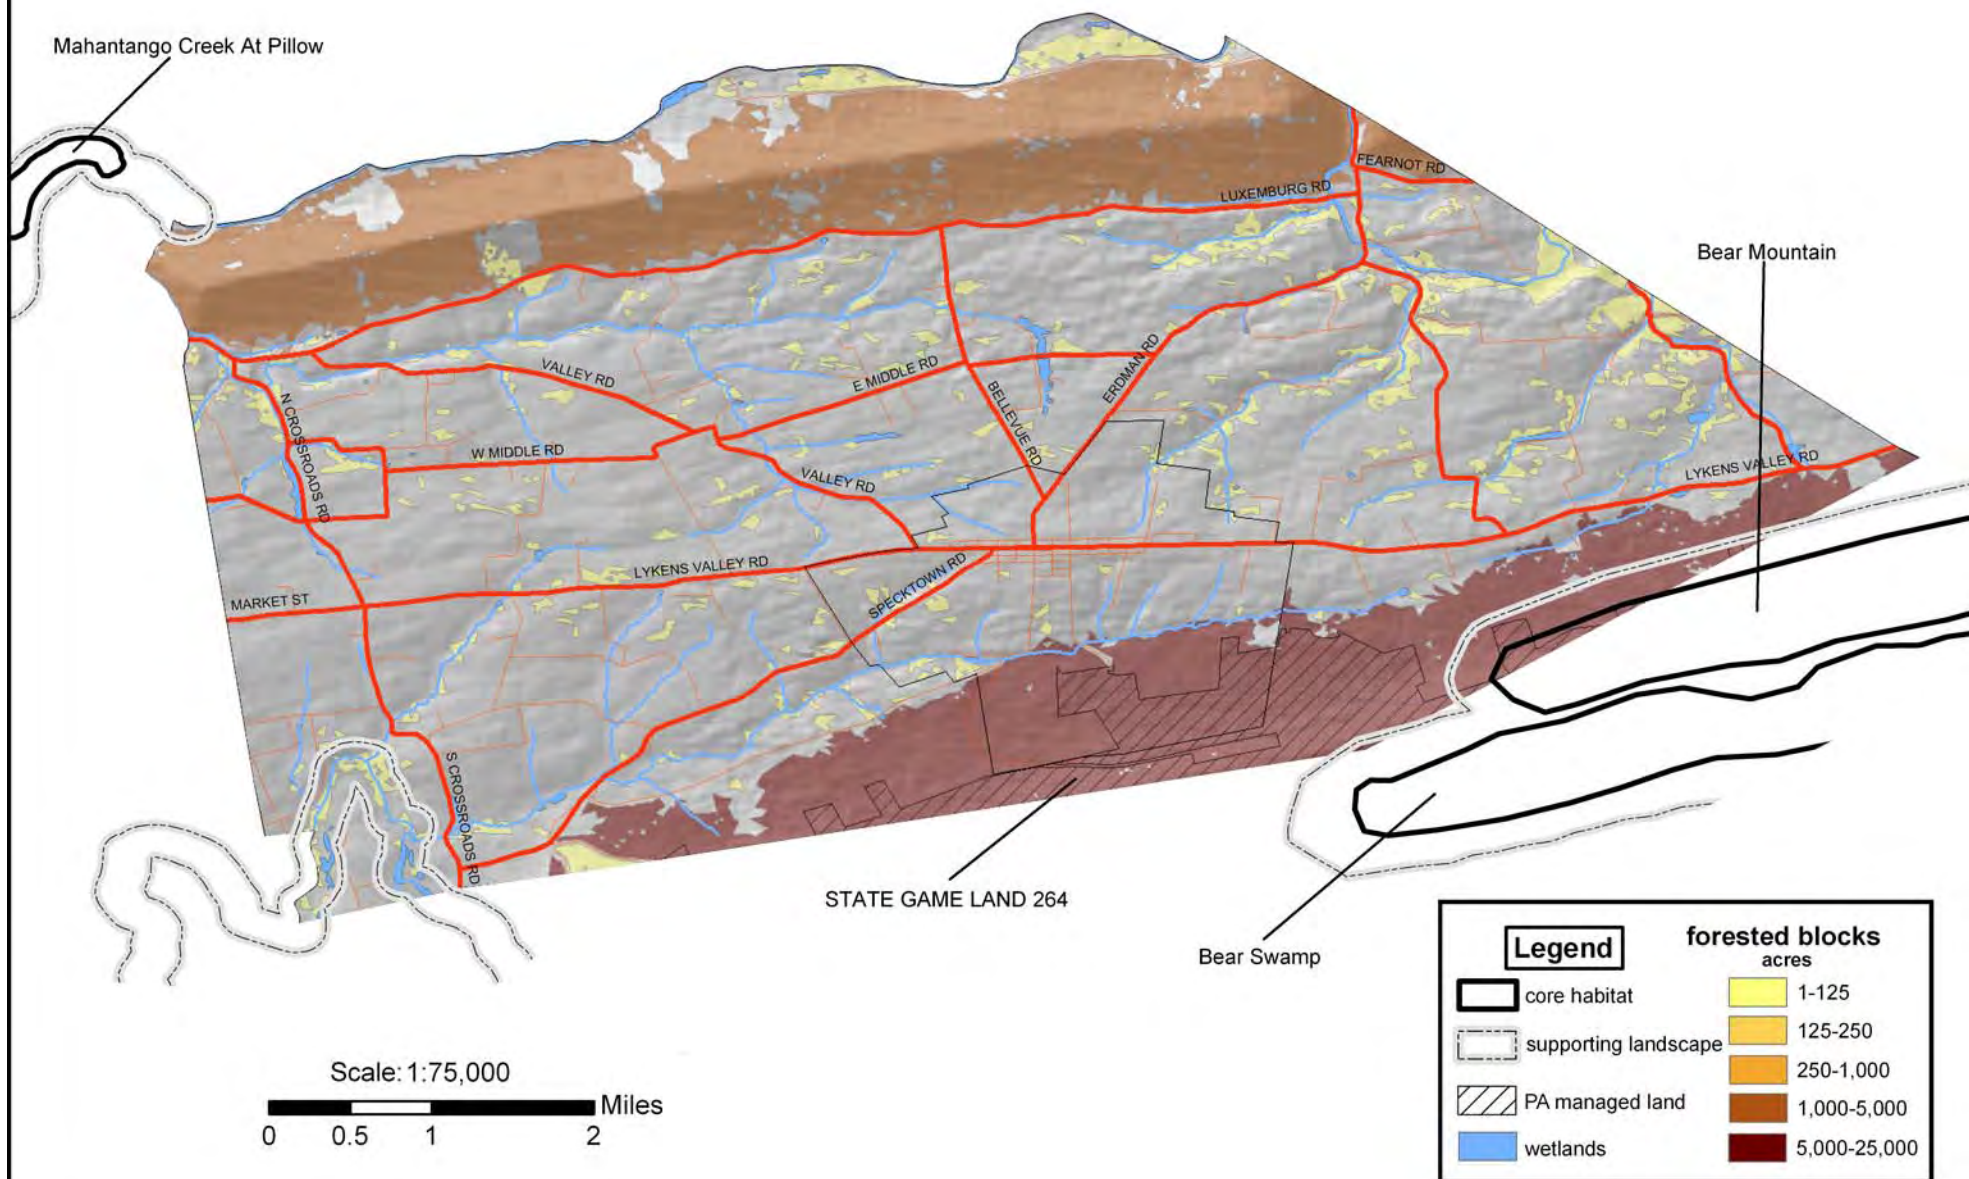 Mahantango Creek At Pillow
FEARNOT RD
LUXEMBURG RD
Bear Mountain
VALLEY RD
E MIDDLE RD
ERDMAN RD
BELLEVUE RD
N CROSSROADS RD
W MIDDLE RD
VALLEY RD
LYKENS VALLEY RD
LYKENS VALLEY RD
SPECKTOWN RD
MARKET ST
S CROSSROADS RD
STATE GAME LAND 264
Bear Swamp
Legend
core habitat
supporting landscape
PA managed land
wetlands
forested blocks
acres
1-125
125-250
250-1,000
1,000-5,000
5,000-25,000
Scale: 1:75,000
Miles
0 0.5 1 2